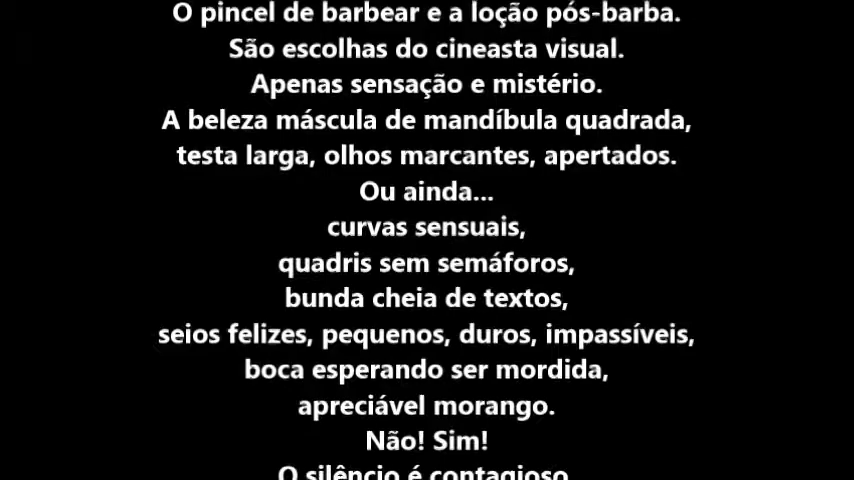 O pincel de barbear e a loção pós-barba.
São escolhas do cineasta visual.
Apenas sensação e mistério.
A beleza máscula de mandíbula quadrada,
testa larga, olhos marcantes, apertados.
Ou ainda...
curvas sensuais,
quadris sem semáforos,
bunda cheia de textos,
seios felizes, pequenos, duros, impassíveis,
boca esperando ser mordida,
apreciável morango.
Não! Sim!
O silêncio é contagioso